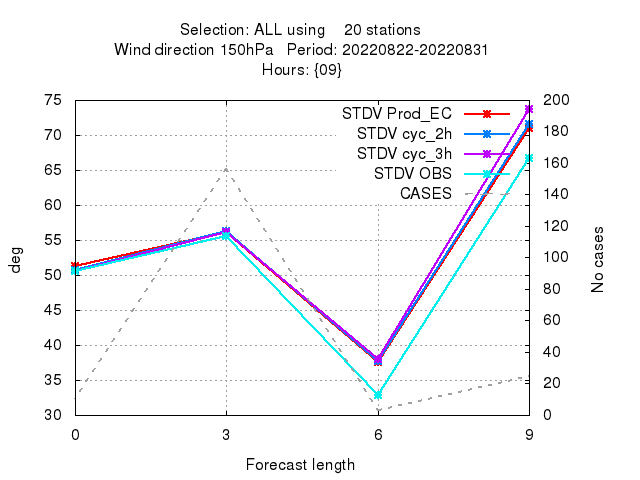 Selection: ALL using    20 stations
Wind direction 150hPa   Period: 20220822-20220831
Hours: {09}
STDV Prod_EC
STDV cyc_2h
STDV cyc_3h
STDV OBS
CASES
deg
75
70
65
60
55
50
45
40
35
30
No cases
200
180
160
140
120
100
80
60
40
20
0
0 3 6 9
Forecast length